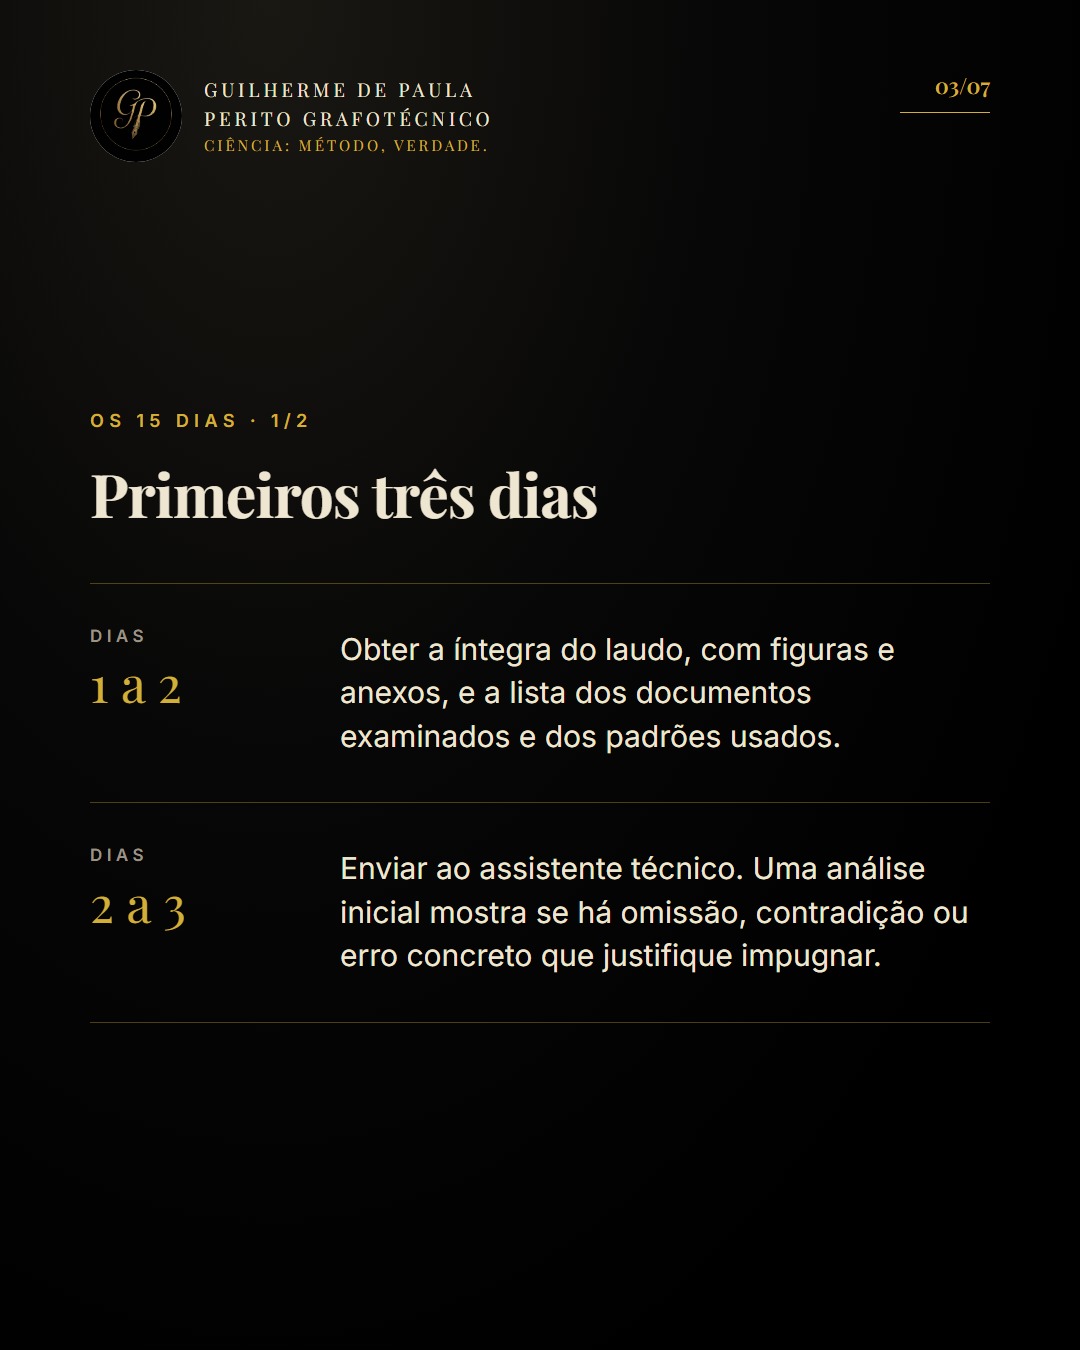 GP
GUILHERME DE PAULA
PERITO GRAFOTÉCNICO
CIÊNCIA: MÉTODO, VERDADE.
03/07
OS 15 DIAS · 1/2
Primeiros três dias
DIAS
1 a 2
Obter a íntegra do laudo, com figuras e
anexos, e a lista dos documentos
examinados e dos padrões usados.
DIAS
2 a 3
Enviar ao assistente técnico. Uma análise
inicial mostra se há omissão, contradição ou
erro concreto que justifique impugnar.